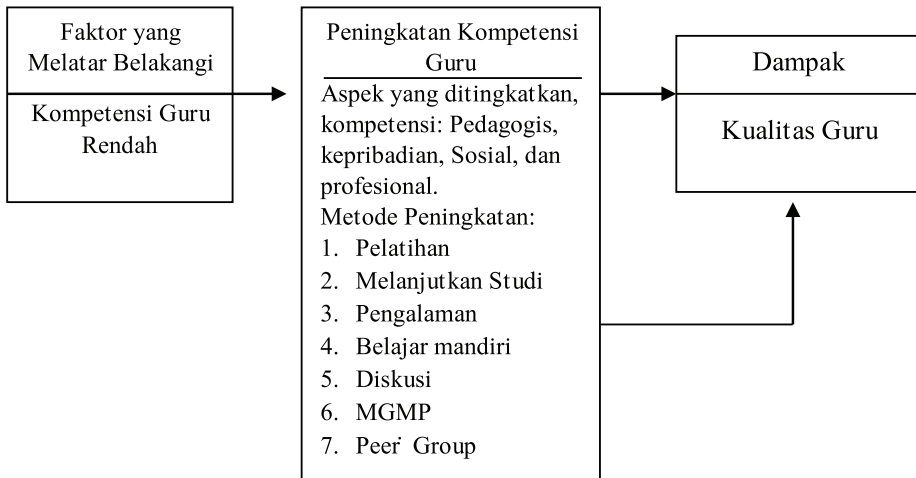 Faktor yang
Melatar Belakangi
Kompetensi Guru
Rendah
Peningkatan Kompetensi
Guru
Aspek yang ditingkatkan,
kompetensi: Pedagogis,
kepribadian, Sosial, dan
profesional.
Metode Peningkatan:
1. Pelatihan
2. Melanjutkan Studi
3. Pengalaman
4. Belajar mandiri
5. Diskusi
6. MGMP
7. Peer Group
Dampak
Kualitas Guru